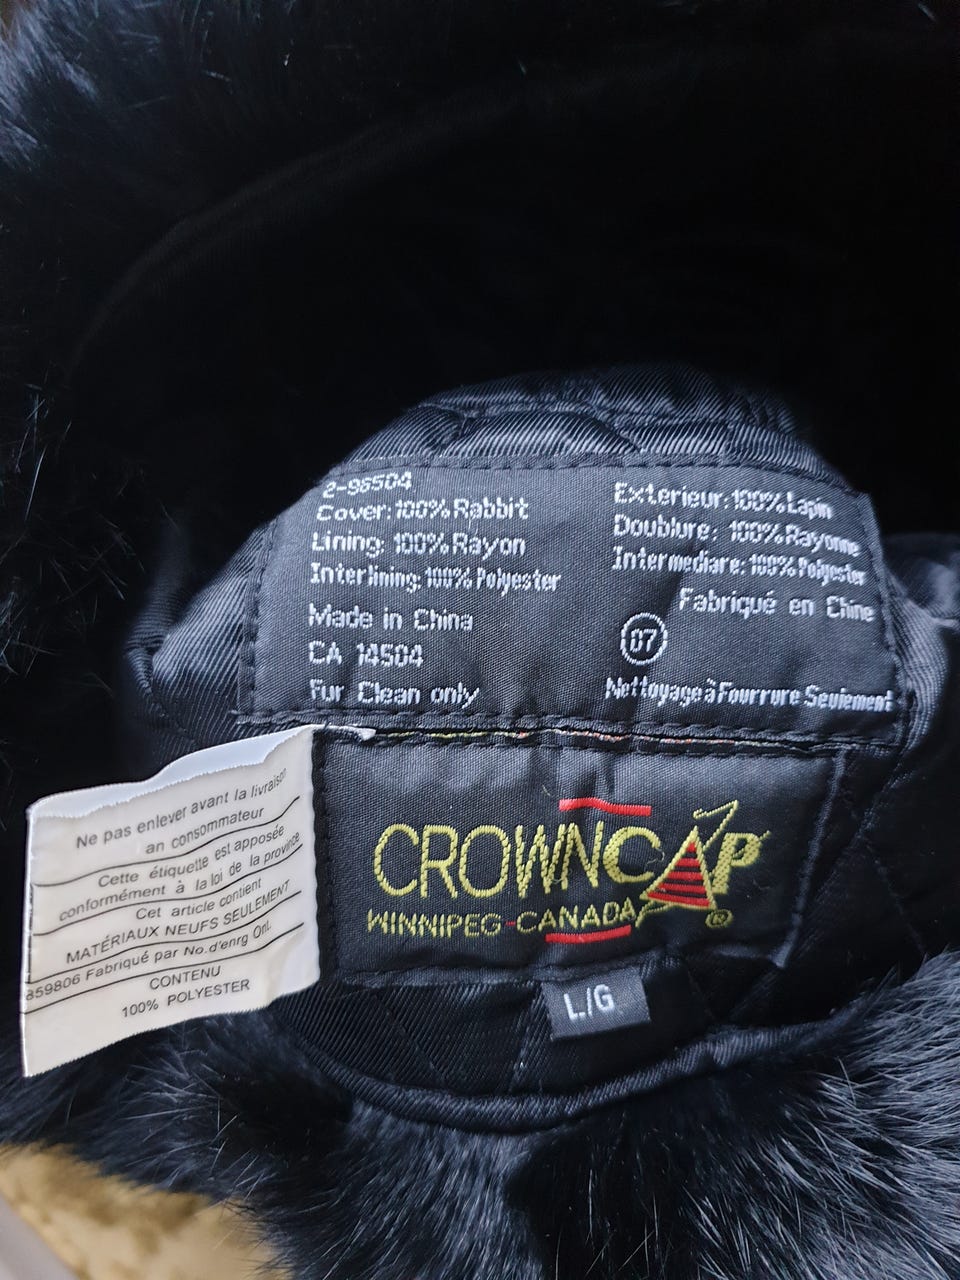 2-96504
Cover: 100% Rabbit
Lining: 100% Rayon
Interlining: 100% Polyester
Made in China
CA 14504
Fur Clean only
Exterieur: 100% Lapin
Doublure: 100% Rayonne
Intermediare: 100% Polyester
Fabriqué en Chine
07
Nettoyage à Fourrure Seulement
CROWNCAP
WINNIPEG-CANADA ®
L/G
Ne pas enlever avant la livraison
an consommateur
Cette étiquette est apposée
conformément à la loi de la province
Cet article contient
MATÉRIAUX NEUFS SEULEMENT
859806 Fabriqué par No.d'enrg Ont.
CONTENU
100% POLYESTER